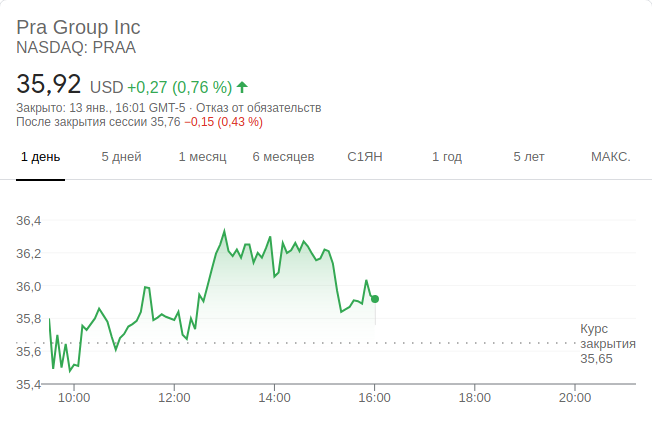 Pra Group Inc
NASDAQ: PRAA
35,92 USD +0,27 (0,76 %)
Закрыто: 13 янв., 16:01 GMT-5 · Отказ от обязательств
После закрытия сессии 35,76 −0,15 (0,43 %)
1 день 5 дней 1 месяц 6 месяцев С1ЯН 1 год 5 лет МАКС.
36,4
36,2
36,0
35,8
35,6
35,4
Курс
закрытия
35,65
10:00 12:00 14:00 16:00 18:00 20:00